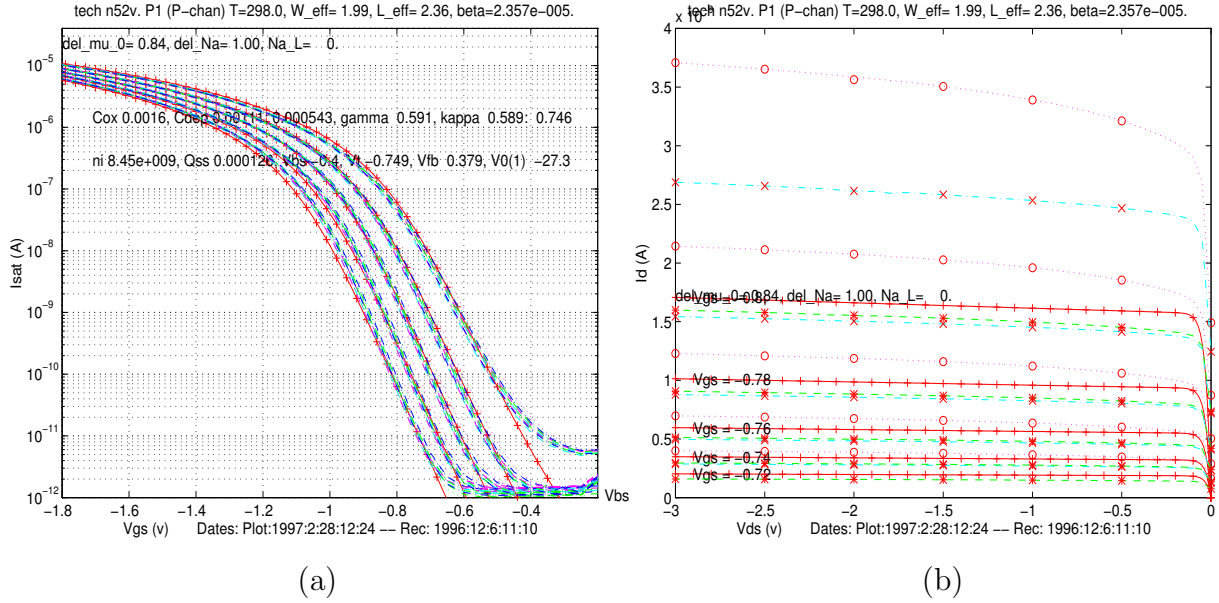 tech n52v. P1 (P-chan) T=298.0, W_eff= 1.99, L_eff= 2.36, beta=2.357e-005.
del_mu_0= 0.84, del_Na= 1.00, Na_L= 0.
Cox 0.0016, Cdep 0.00111, 0.000543, gamma 0.591, kappa 0.589: 0.746
ni 8.45e+009, Qss 0.000126, Vbs -0.4, Vt -0.749, Vfb 0.379, V0(1) -27.3
Isat (A)
10^-5
10^-6
10^-7
10^-8
10^-9
10^-10
10^-11
10^-12
-1.8 -1.6 -1.4 -1.2 -1 -0.8 -0.6 -0.4
Vbs
Vgs (v) Dates: Plot:1997:2:28:12:24 -- Rec: 1996:12:6:11:10
(a)
tech n52v. P1 (P-chan) T=298.0, W_eff= 1.99, L_eff= 2.36, beta=2.357e-005.
Id (A)
4
3.5
3
2.5
2
1.5
1
0.5
0
del_mu_0= 0.84, del_Na= 1.00, Na_L= 0.
Vgs = -0.78
Vgs = -0.76
Vgs = -0.74
Vgs = -0.72
-3 -2.5 -2 -1.5 -1 -0.5 0
Vds (v) Dates: Plot:1997:2:28:12:24 -- Rec: 1996:12:6:11:10
(b)